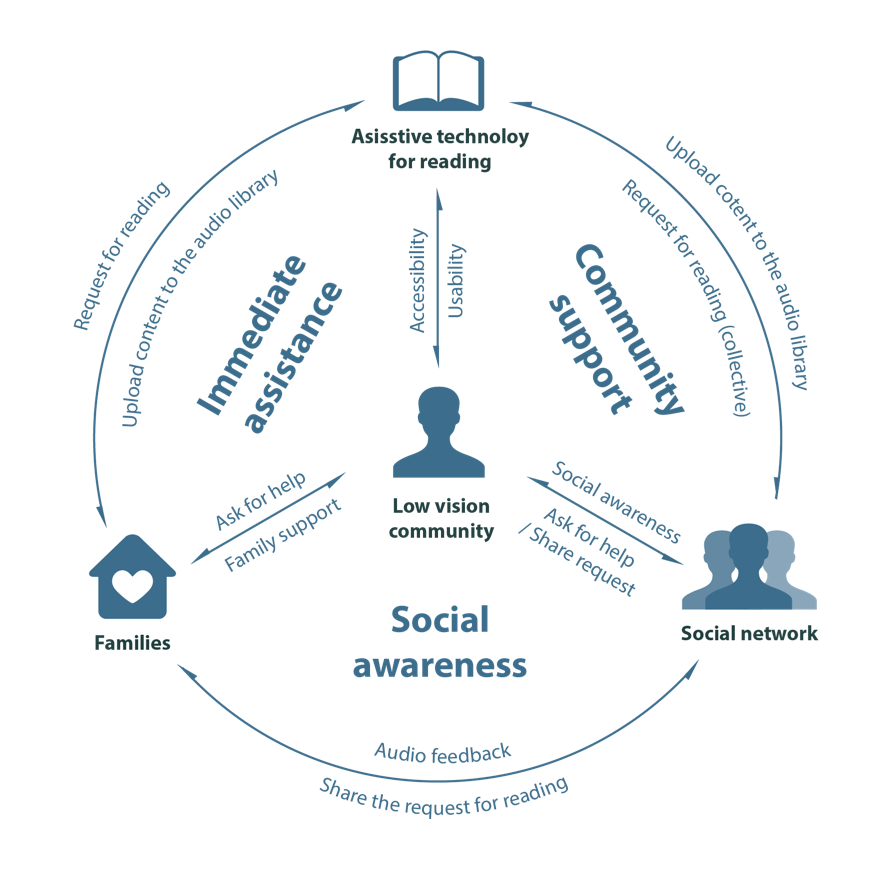 Asisstive technoloy
for reading
Request for reading
Upload content to the audio library
Upload cotent to the audio library
Request for reading (collective)
Accessibility
Usability
Immediate
assistance
Community
support
Low vision
community
Ask for help
Family support
Social awareness
Ask for help
/ Share request
Families
Social network
Social
awareness
Audio feedback
Share the request for reading